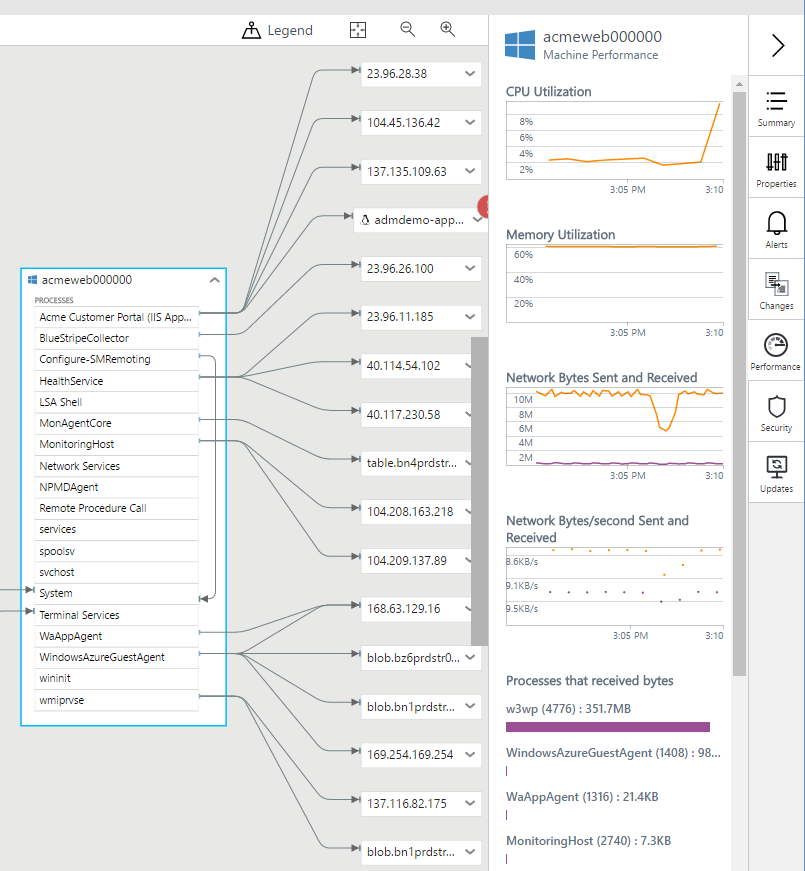 Legend
23.96.28.38
104.45.136.42
137.135.109.63
admdemo-app...
23.96.26.100
23.96.11.185
40.114.54.102
40.117.230.58
table.bn4prdstr...
104.208.163.218
104.209.137.89
168.63.129.16
blob.bz6prdstr0...
blob.bn1prdstr...
169.254.169.254
137.116.82.175
blob.bn1prdstr...
acmeweb000000
PROCESSES
Acme Customer Portal (IIS App...
BlueStripeCollector
Configure-SMRemoting
HealthService
LSA Shell
MonAgentCore
MonitoringHost
Network Services
NPMDAgent
Remote Procedure Call
services
spoolsv
svchost
System
Terminal Services
WaAppAgent
WindowsAzureGuestAgent
wininit
wmiprvse
acmeweb000000
Machine Performance
CPU Utilization
8%
6%
4%
2%
3:05 PM 3:10
Memory Utilization
60%
40%
20%
3:05 PM 3:10
Network Bytes Sent and Received
10M
8M
6M
4M
2M
3:05 PM 3:10
Network Bytes/second Sent and
Received
8.6KB/s
9.1KB/s
9.5KB/s
3:05 PM 3:10
Processes that received bytes
w3wp (4776) : 351.7MB
WindowsAzureGuestAgent (1408) : 98...
WaAppAgent (1316) : 21.4KB
MonitoringHost (2740) : 7.3KB
Summary
Properties
Alerts
Changes
Performance
Security
Updates